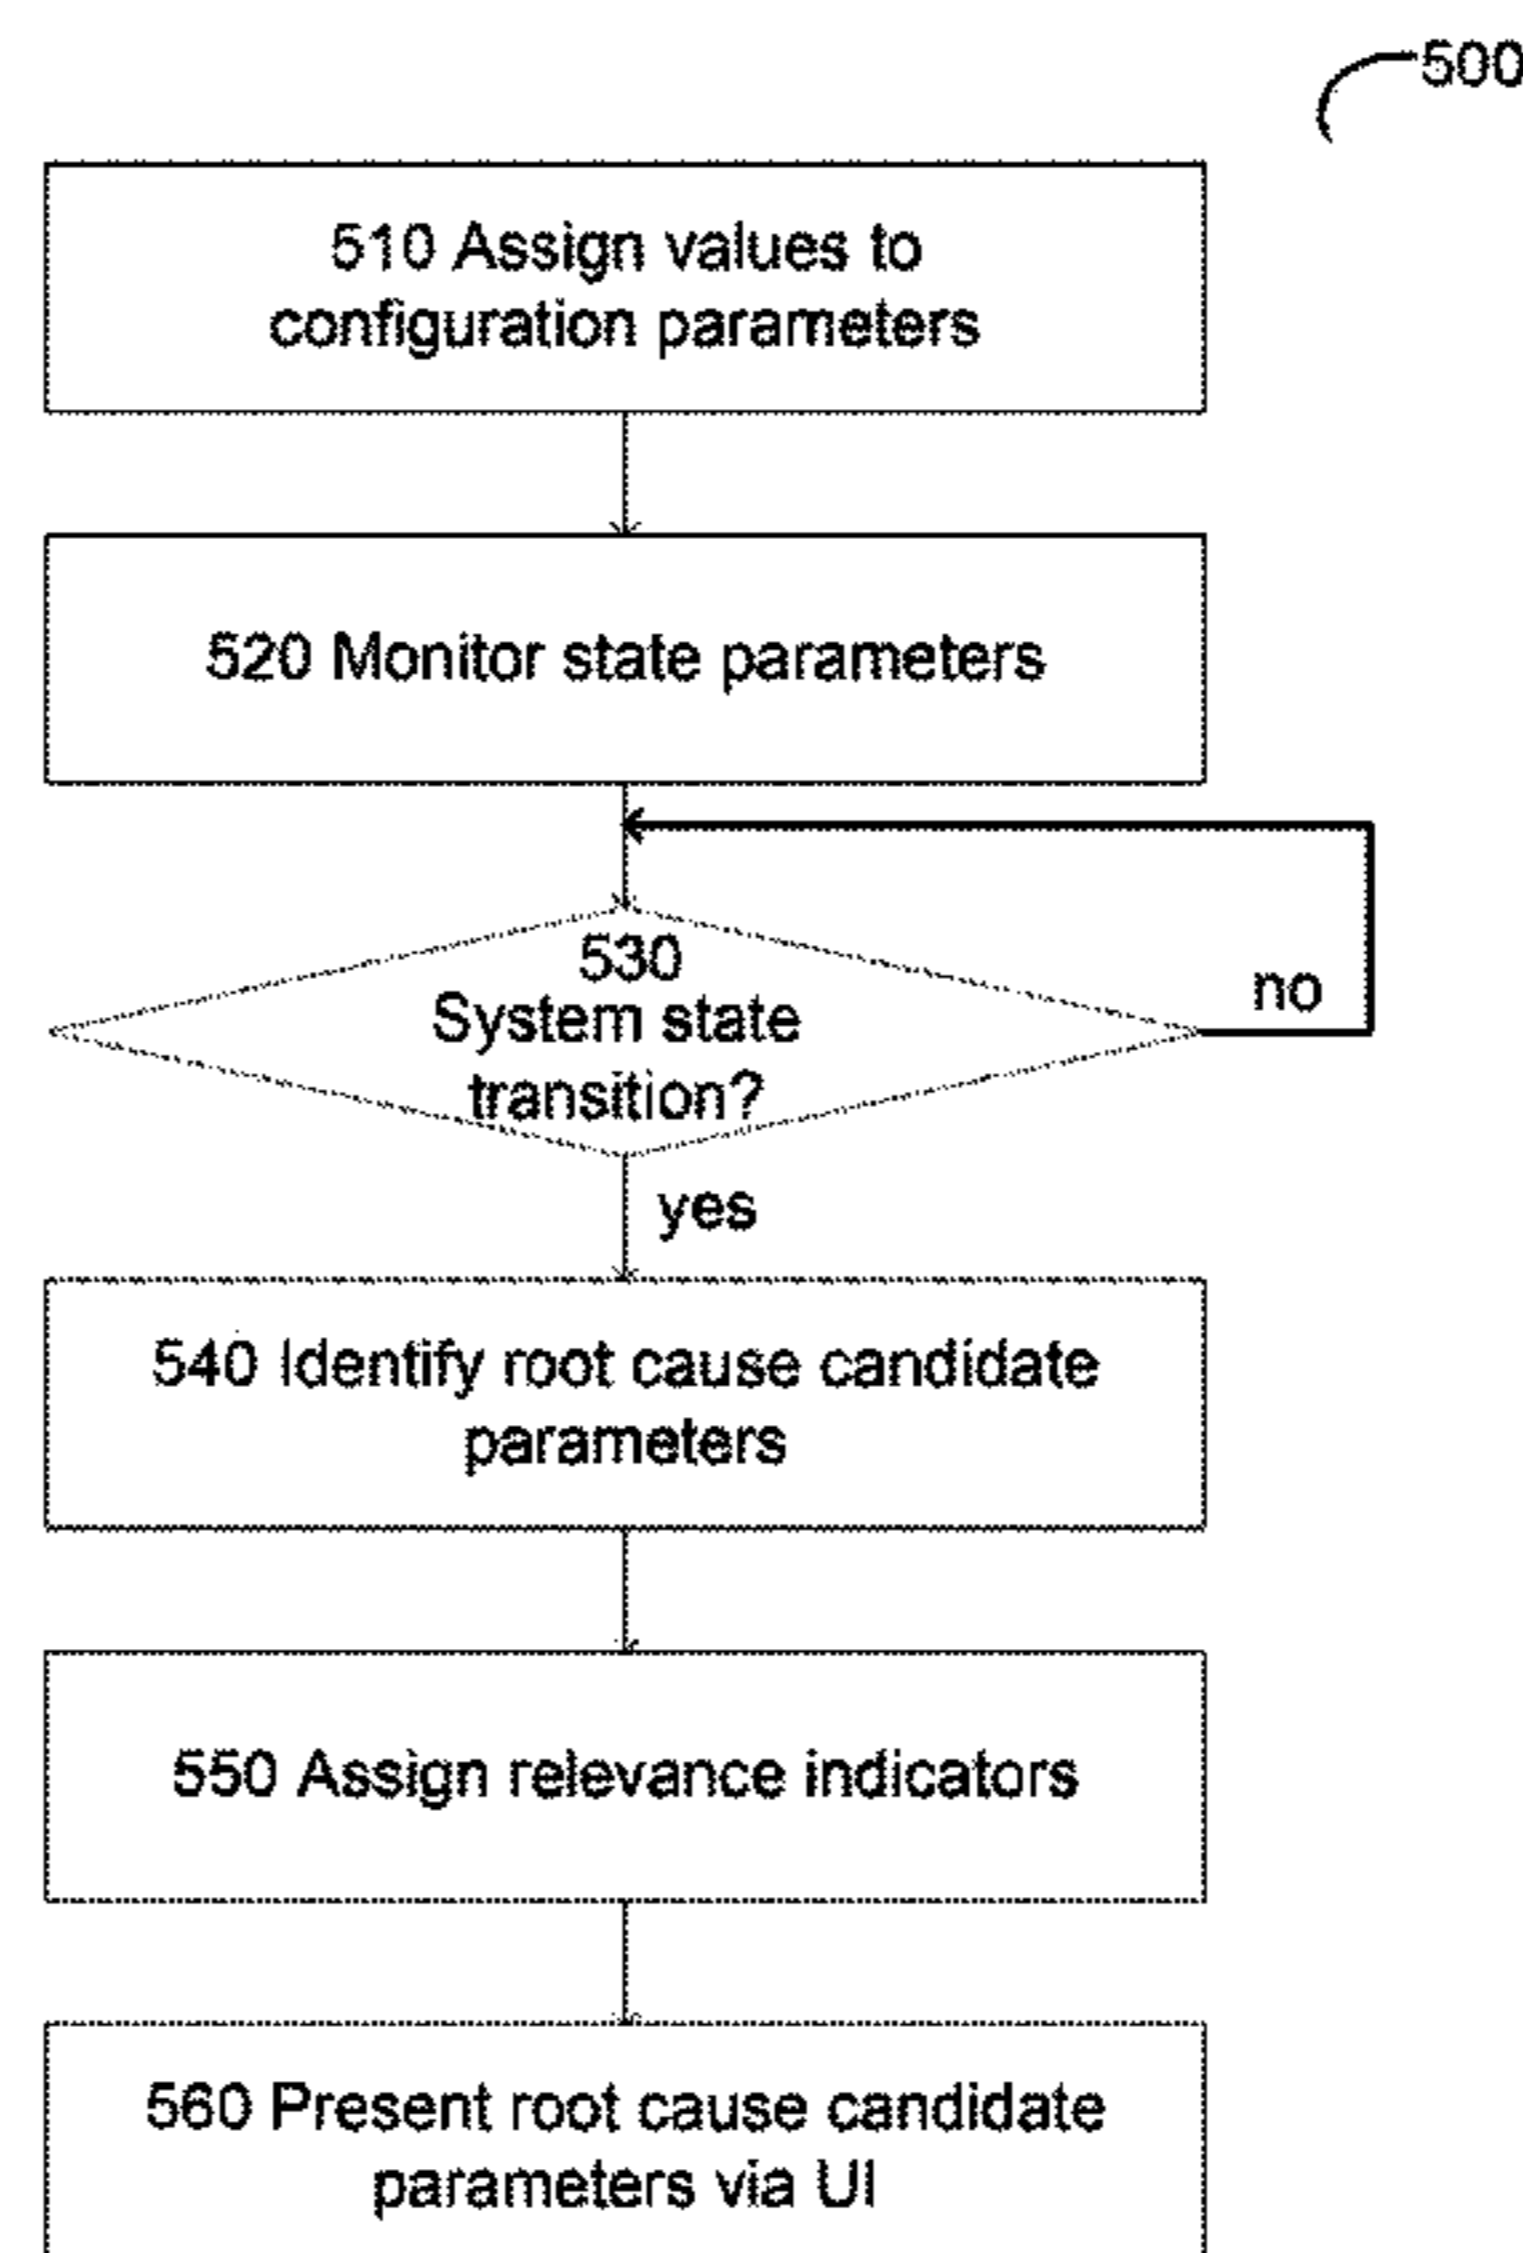 500
510 Assign values to
configuration parameters
520 Monitor state parameters
530
System state
transition?
no
yes
540 Identify root cause candidate
parameters
550 Assign relevance indicators
560 Present root cause candidate
parameters via UI